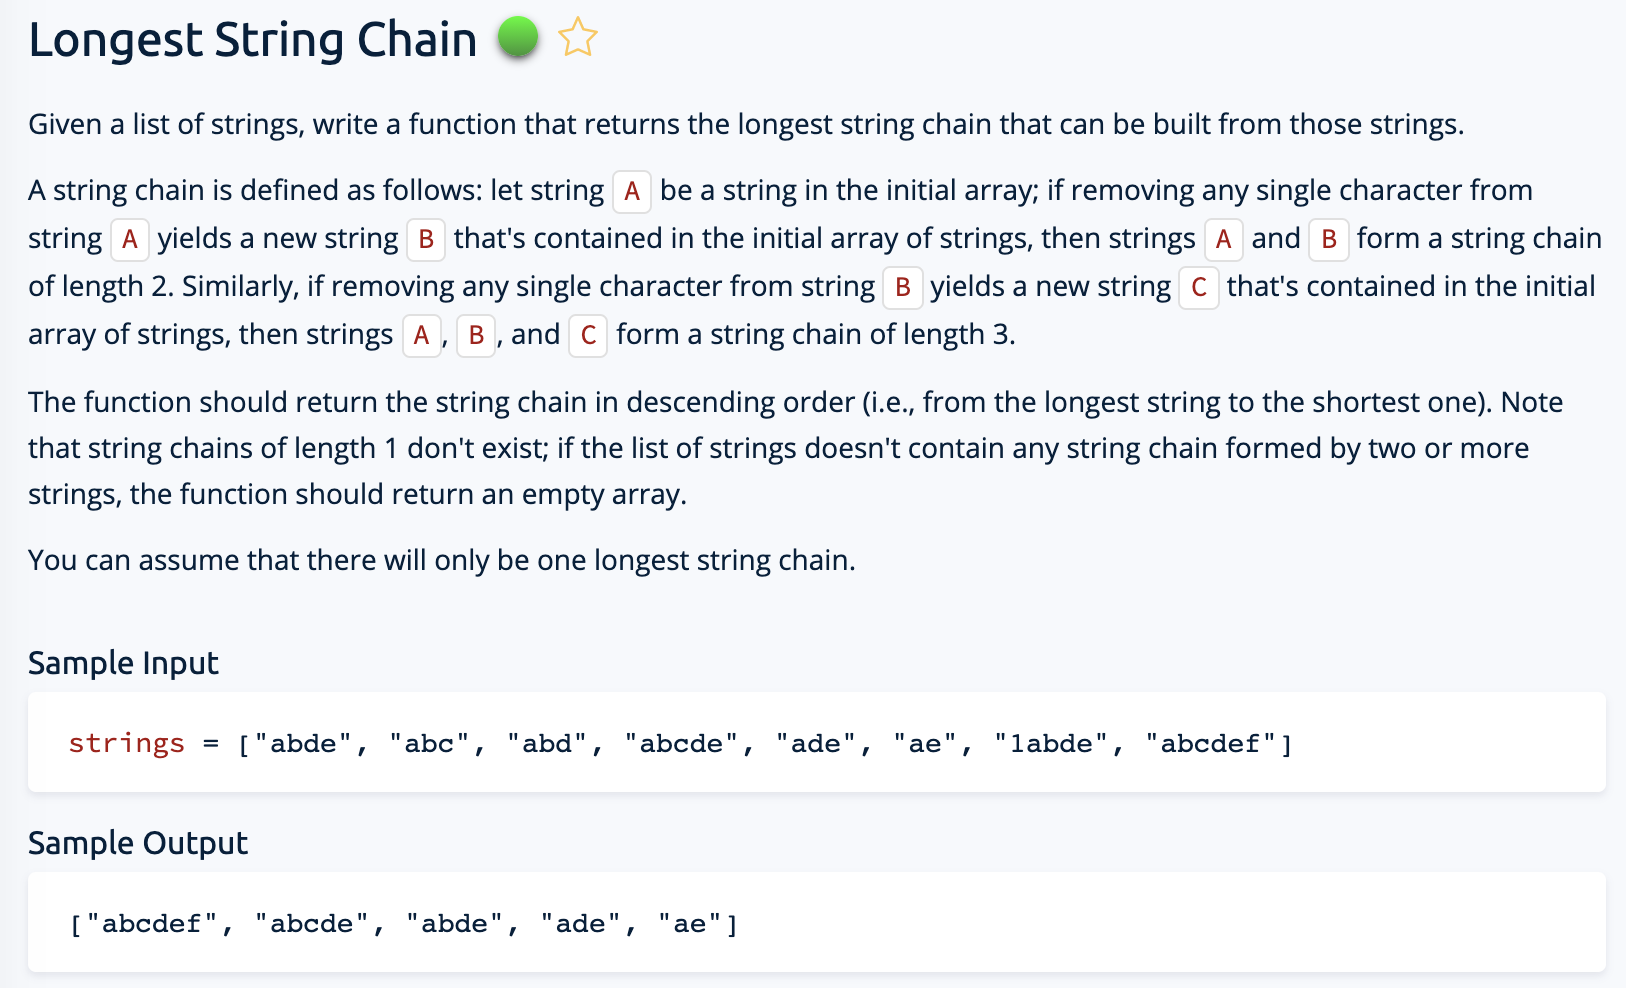 Longest String Chain
Given a list of strings, write a function that returns the longest string chain that can be built from those strings.
A string chain is defined as follows: let string A be a string in the initial array; if removing any single character from
string A yields a new string B that's contained in the initial array of strings, then strings A and B form a string chain
of length 2. Similarly, if removing any single character from string B yields a new string C that's contained in the initial
array of strings, then strings A, B, and C form a string chain of length 3.
The function should return the string chain in descending order (i.e., from the longest string to the shortest one). Note
that string chains of length 1 don't exist; if the list of strings doesn't contain any string chain formed by two or more
strings, the function should return an empty array.
You can assume that there will only be one longest string chain.
Sample Input
strings = ["abde", "abc", "abd", "abcde", "ade", "ae", "1abde", "abcdef"]
Sample Output
["abcdef", "abcde", "abde", "ade", "ae"]